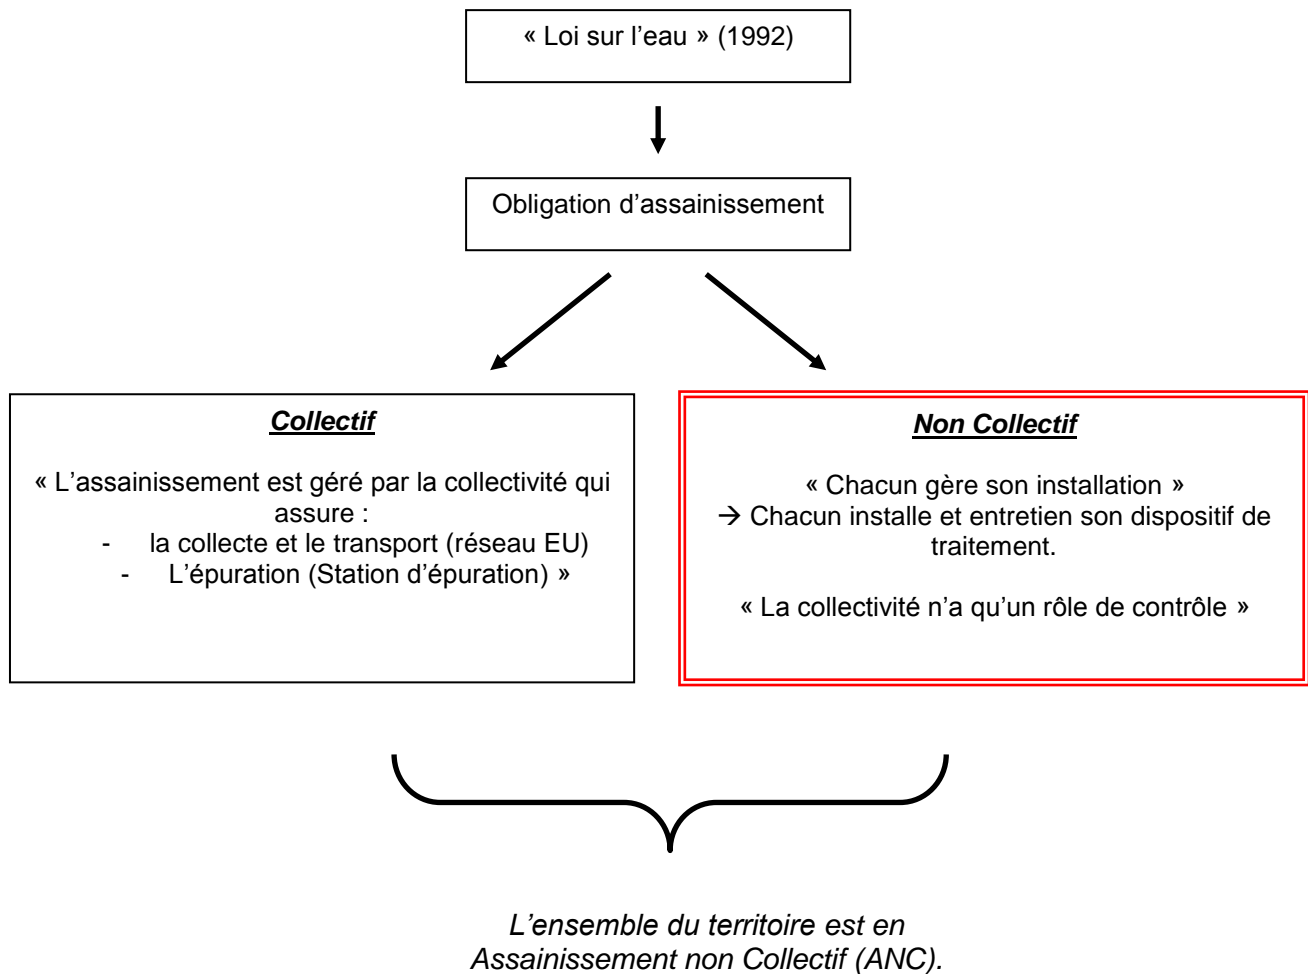 « Loi sur l’eau » (1992)
Obligation d’assainissement
Collectif
« L’assainissement est géré par la collectivité qui
assure :
- la collecte et le transport (réseau EU)
- L’épuration (Station d’épuration) »
Non Collectif
« Chacun gère son installation »
→ Chacun installe et entretien son dispositif de
traitement.
« La collectivité n’a qu’un rôle de contrôle »
L’ensemble du territoire est en
Assainissement non Collectif (ANC).